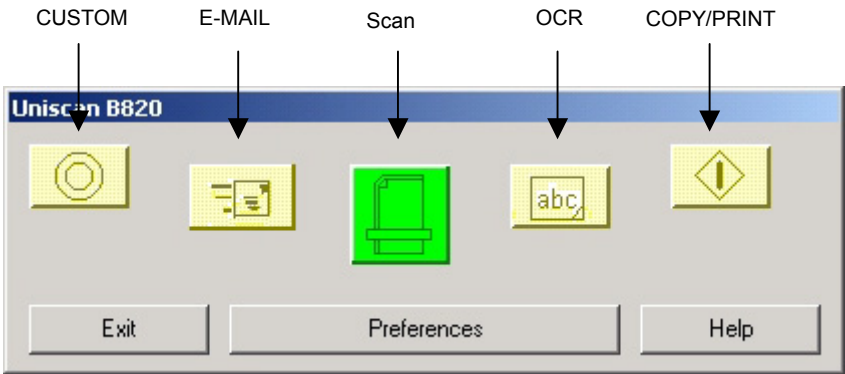 CUSTOM E-MAIL Scan OCR COPY/PRINT
Uniscan B820
abc
Exit Preferences Help